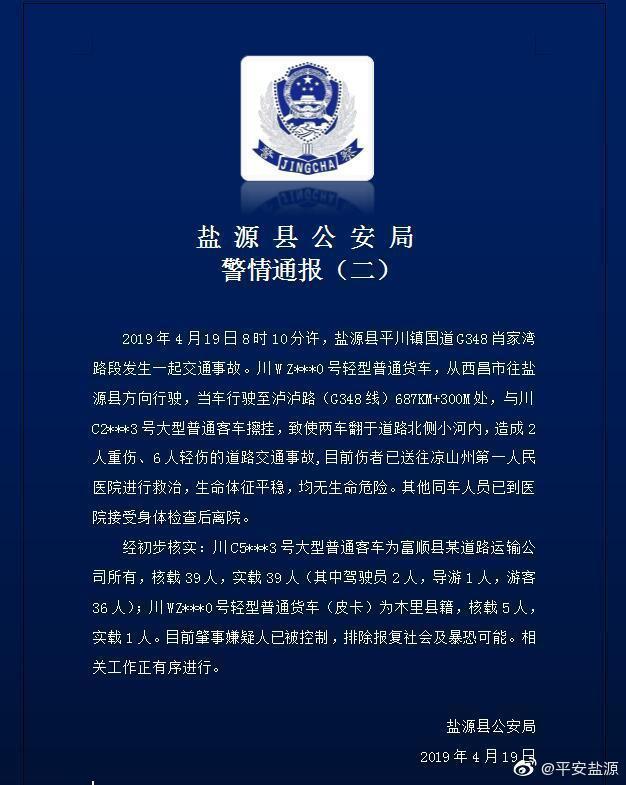 警 JINGCHA 察
盐源县公安局
警情通报（二）
2019年4月19日8时10分许，盐源县平川镇国道G348肖家湾
路段发生一起交通事故。川WZ***0号轻型普通货车，从西昌市往盐
源县方向行驶，当车行驶至泸泸路（G348线）687KM+300M处，与川
C2***3号大型普通客车擦挂，致使两车翻于道路北侧小河内，造成2
人重伤、6人轻伤的道路交通事故,目前伤者已送往凉山州第一人民
医院进行救治，生命体征平稳，均无生命危险。其他同车人员已到医
院接受身体检查后离院。
经初步核实：川C5***3号大型普通客车为富顺县某道路运输公
司所有，核载39人，实载39人（其中驾驶员2人，导游1人，游客
36人）；川WZ***0号轻型普通货车（皮卡）为木里县籍，核载5人，
实载1人。目前肇事嫌疑人已被控制，排除报复社会及暴恐可能。相
关工作正有序进行。
盐源县公安局
2019年4月19日
@平安盐源